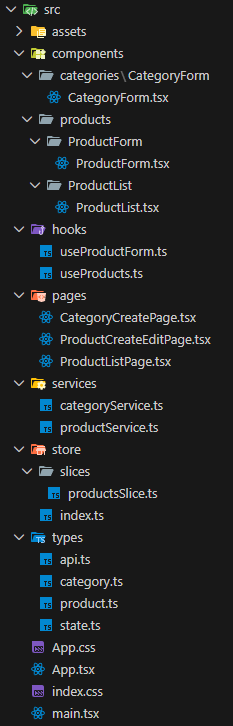 src
assets
components
categories\CategoryForm
CategoryForm.tsx
products
ProductForm
ProductForm.tsx
ProductList
ProductList.tsx
hooks
TS useProductForm.ts
TS useProducts.ts
pages
CategoryCreatePage.tsx
ProductCreateEditPage.tsx
ProductListPage.tsx
services
TS categoryService.ts
TS productService.ts
store
slices
TS productsSlice.ts
TS index.ts
TS types
TS api.ts
TS category.ts
TS product.ts
TS state.ts
App.css
App.tsx
index.css
main.tsx